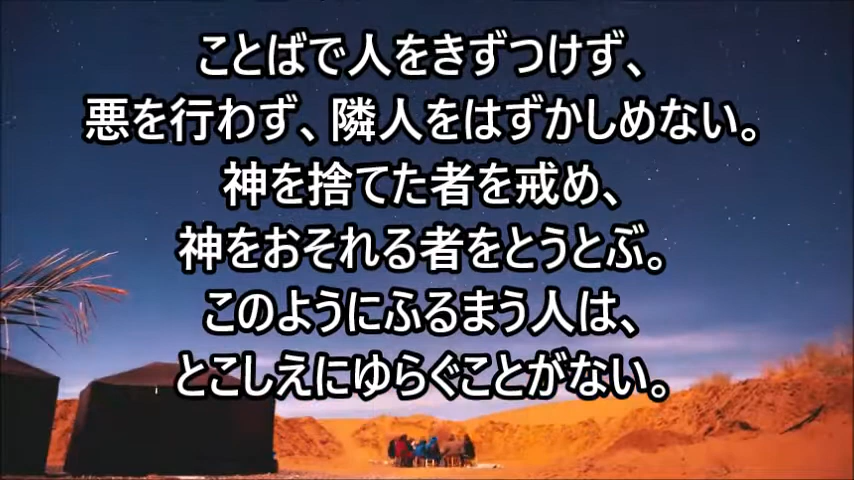 ことばで人をきずつけず、
悪を行わず、隣人をはずかしめない。
神を捨てた者を戒め、
神をおそれる者をとうとぶ。
このようにふるまう人は、
とこしえにゆらぐことがない。